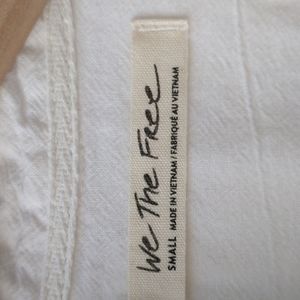 We The Free
SMALL MADE IN VIETNAM / FABRIQUÉ AU VIETNAM